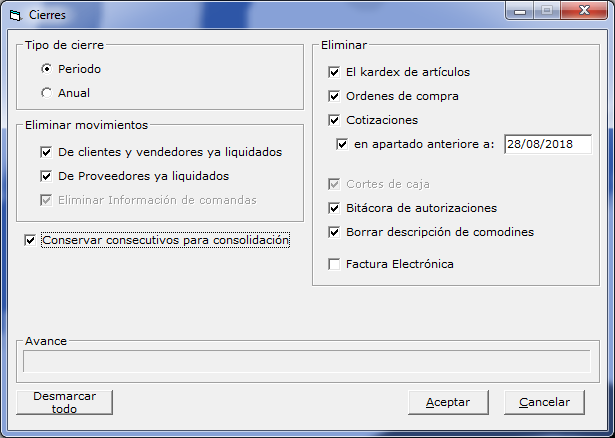 Cierres
Tipo de cierre
Periodo
Anual
Eliminar movimientos
De clientes y vendedores ya liquidados
De Proveedores ya liquidados
Eliminar Información de comandas
Conservar consecutivos para consolidación
Eliminar
El kardex de artículos
Ordenes de compra
Cotizaciones
en apartado anteriore a:
28/08/2018
Cortes de caja
Bitácora de autorizaciones
Borrar descripción de comodines
Factura Electrónica
Avance
Desmarcar
todo
Aceptar
Cancelar